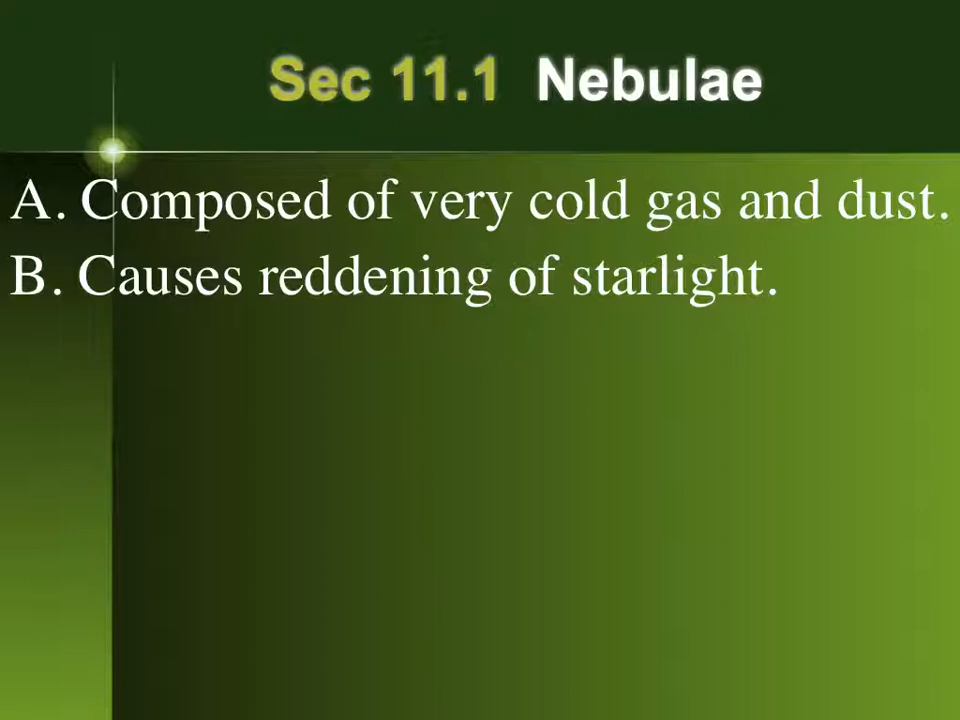 Sec 11.1 Nebulae
A. Composed of very cold gas and dust.
B. Causes reddening of starlight.